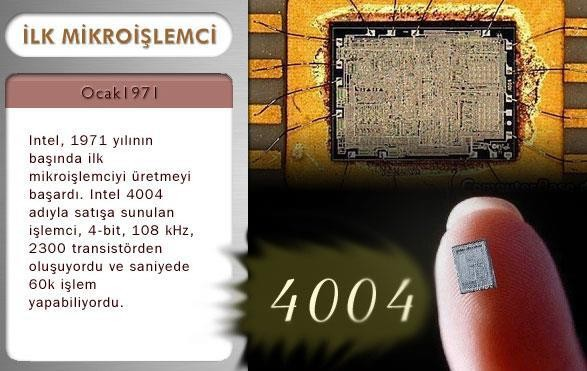 İLK MİKROİŞLEMCİ
Ocak1971
Intel, 1971 yılının
başında ilk
mikroişlemciyi üretmeyi
başardı. Intel 4004
adıyla satışa sunulan
işlemci, 4-bit, 108 kHz,
2300 transistörden
oluşuyordu ve saniyede
60k işlem
yapabiliyordu.
ComputerBase
4004